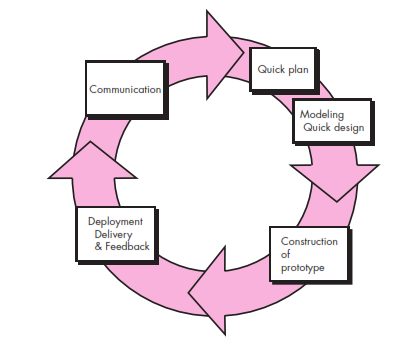 Communication
Quick plan
Modeling
Quick design
Construction
of
prototype
Deployment
Delivery
& Feedback